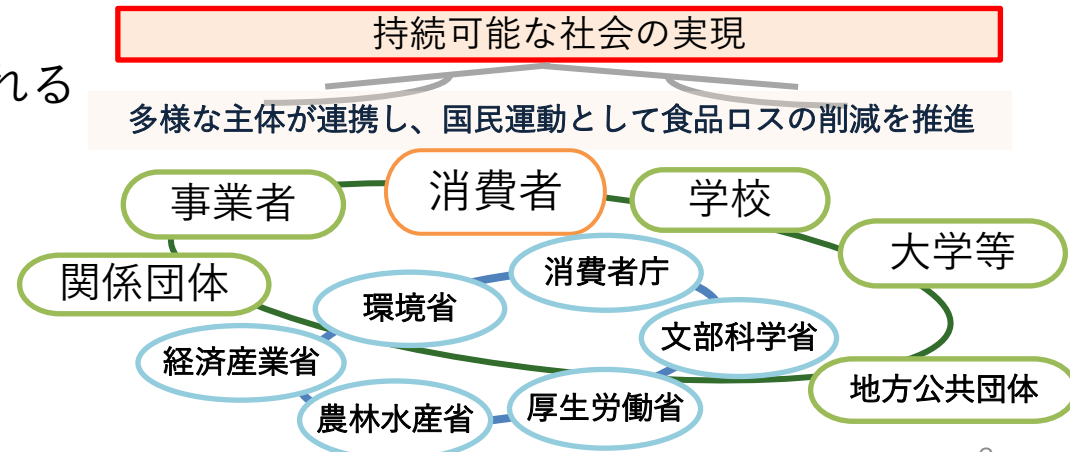 持続可能な社会の実現
れる
多様な主体が連携し、国民運動として食品ロスの削減を推進
事業者
消費者
学校
大学等
関係団体
消費者庁
環境省
文部科学省
経済産業省
地方公共団体
農林水産省
厚生労働省